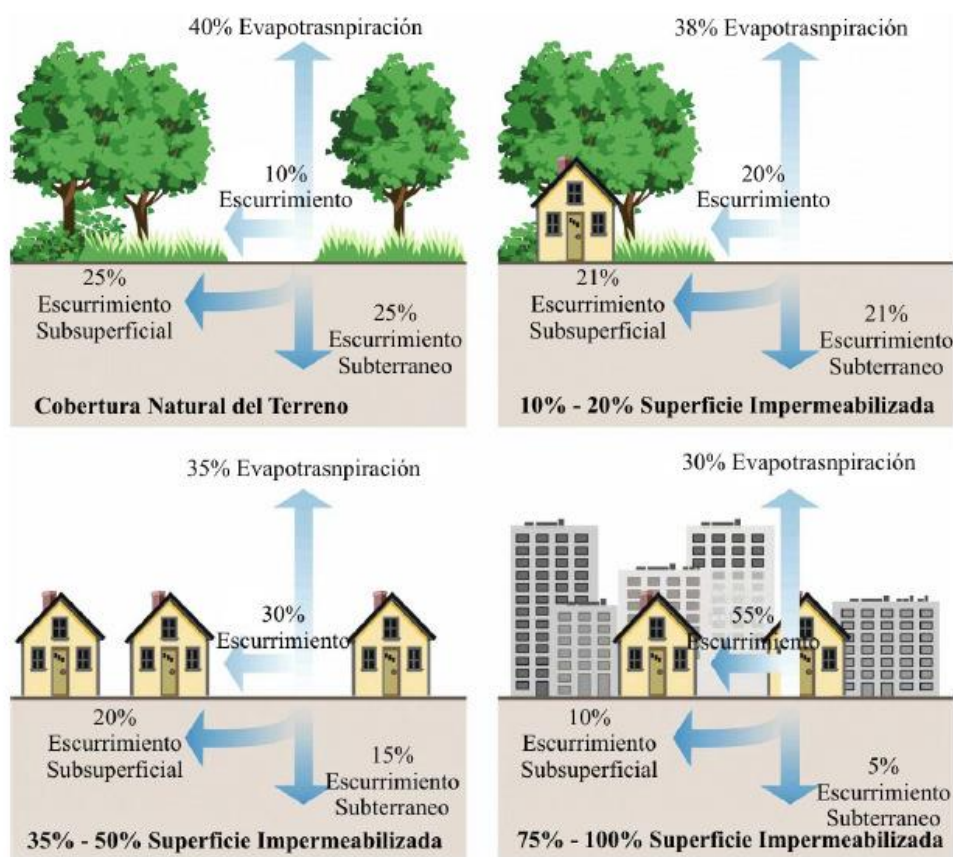 40% Evapotrasnpiración
10%
Escurrimiento
25%
Escurrimiento
Subsuperficial
25%
Escurrimiento
Subterraneo
Cobertura Natural del Terreno
38% Evapotrasnpiración
20%
Escurrimiento
21%
Escurrimiento
Subsuperficial
21%
Escurrimiento
Subterraneo
10% - 20% Superficie Impermeabilizada
35% Evapotrasnpiración
30%
Escurrimiento
20%
Escurrimiento
Subsuperficial
15%
Escurrimiento
Subterraneo
35% - 50% Superficie Impermeabilizada
30% Evapotrasnpiración
55%
Escurrimiento
10%
Escurrimiento
Subsuperficial
5%
Escurrimiento
Subterraneo
75% - 100% Superficie Impermeabilizada